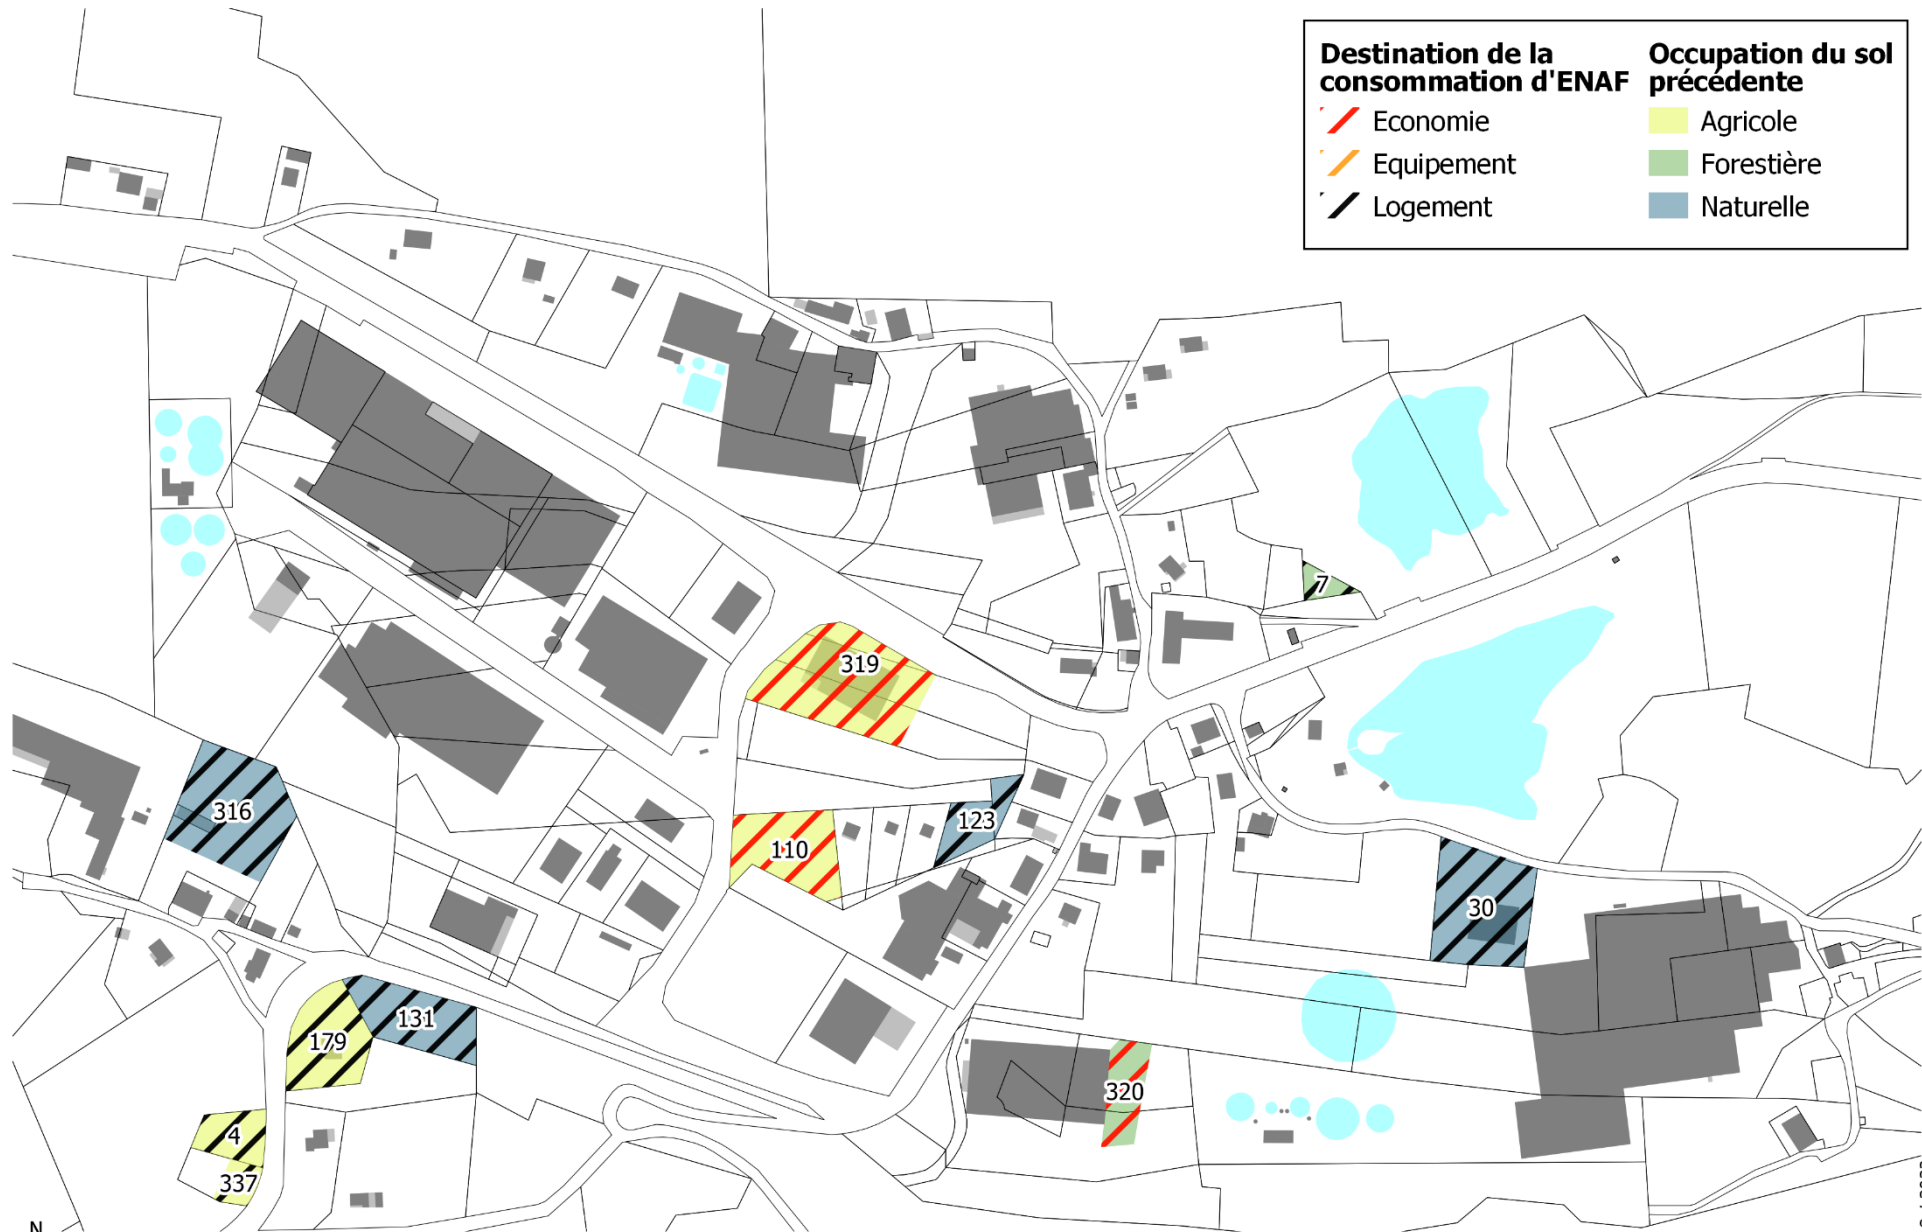 Destination de la
consommation d'ENAF
Economie
Equipement
Logement
Occupation du sol
précédente
Agricole
Forestière
Naturelle
7
319
316
123
110
30
131
179
320
4
337
N